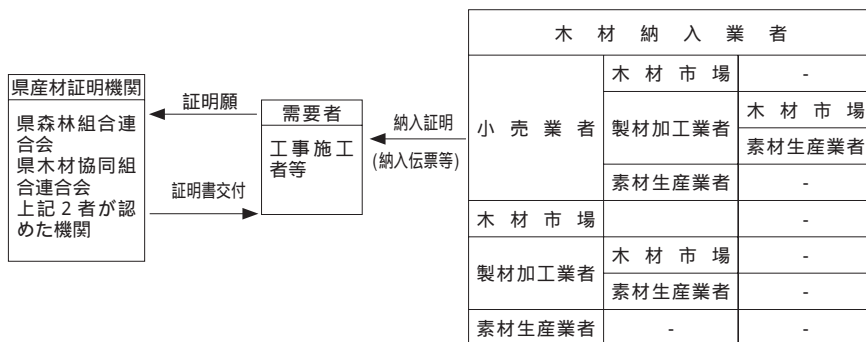 木材納入業者
県産材証明機関
県森林組合連
合会
県木材協同組
合連合会
上記2者が認
めた機関
証明願
証明書交付
需要者
工事施工
者等
納入証明
(納入伝票等)
小売業者
木材市場
-
製材加工業者
木材市場
素材生産業者
素材生産業者
-
木材市場
-
製材加工業者
木材市場
-
素材生産業者
-
素材生産業者
-
-